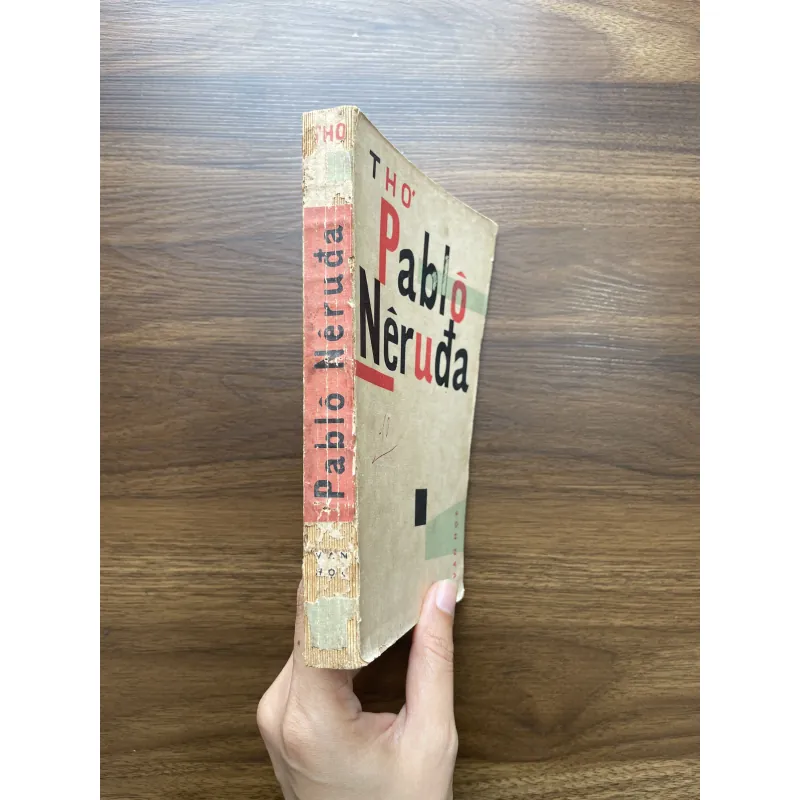 THƠ
Pablô
Nêruđa
THƠ
Pablô Nêruđa
VĂN
HỌC